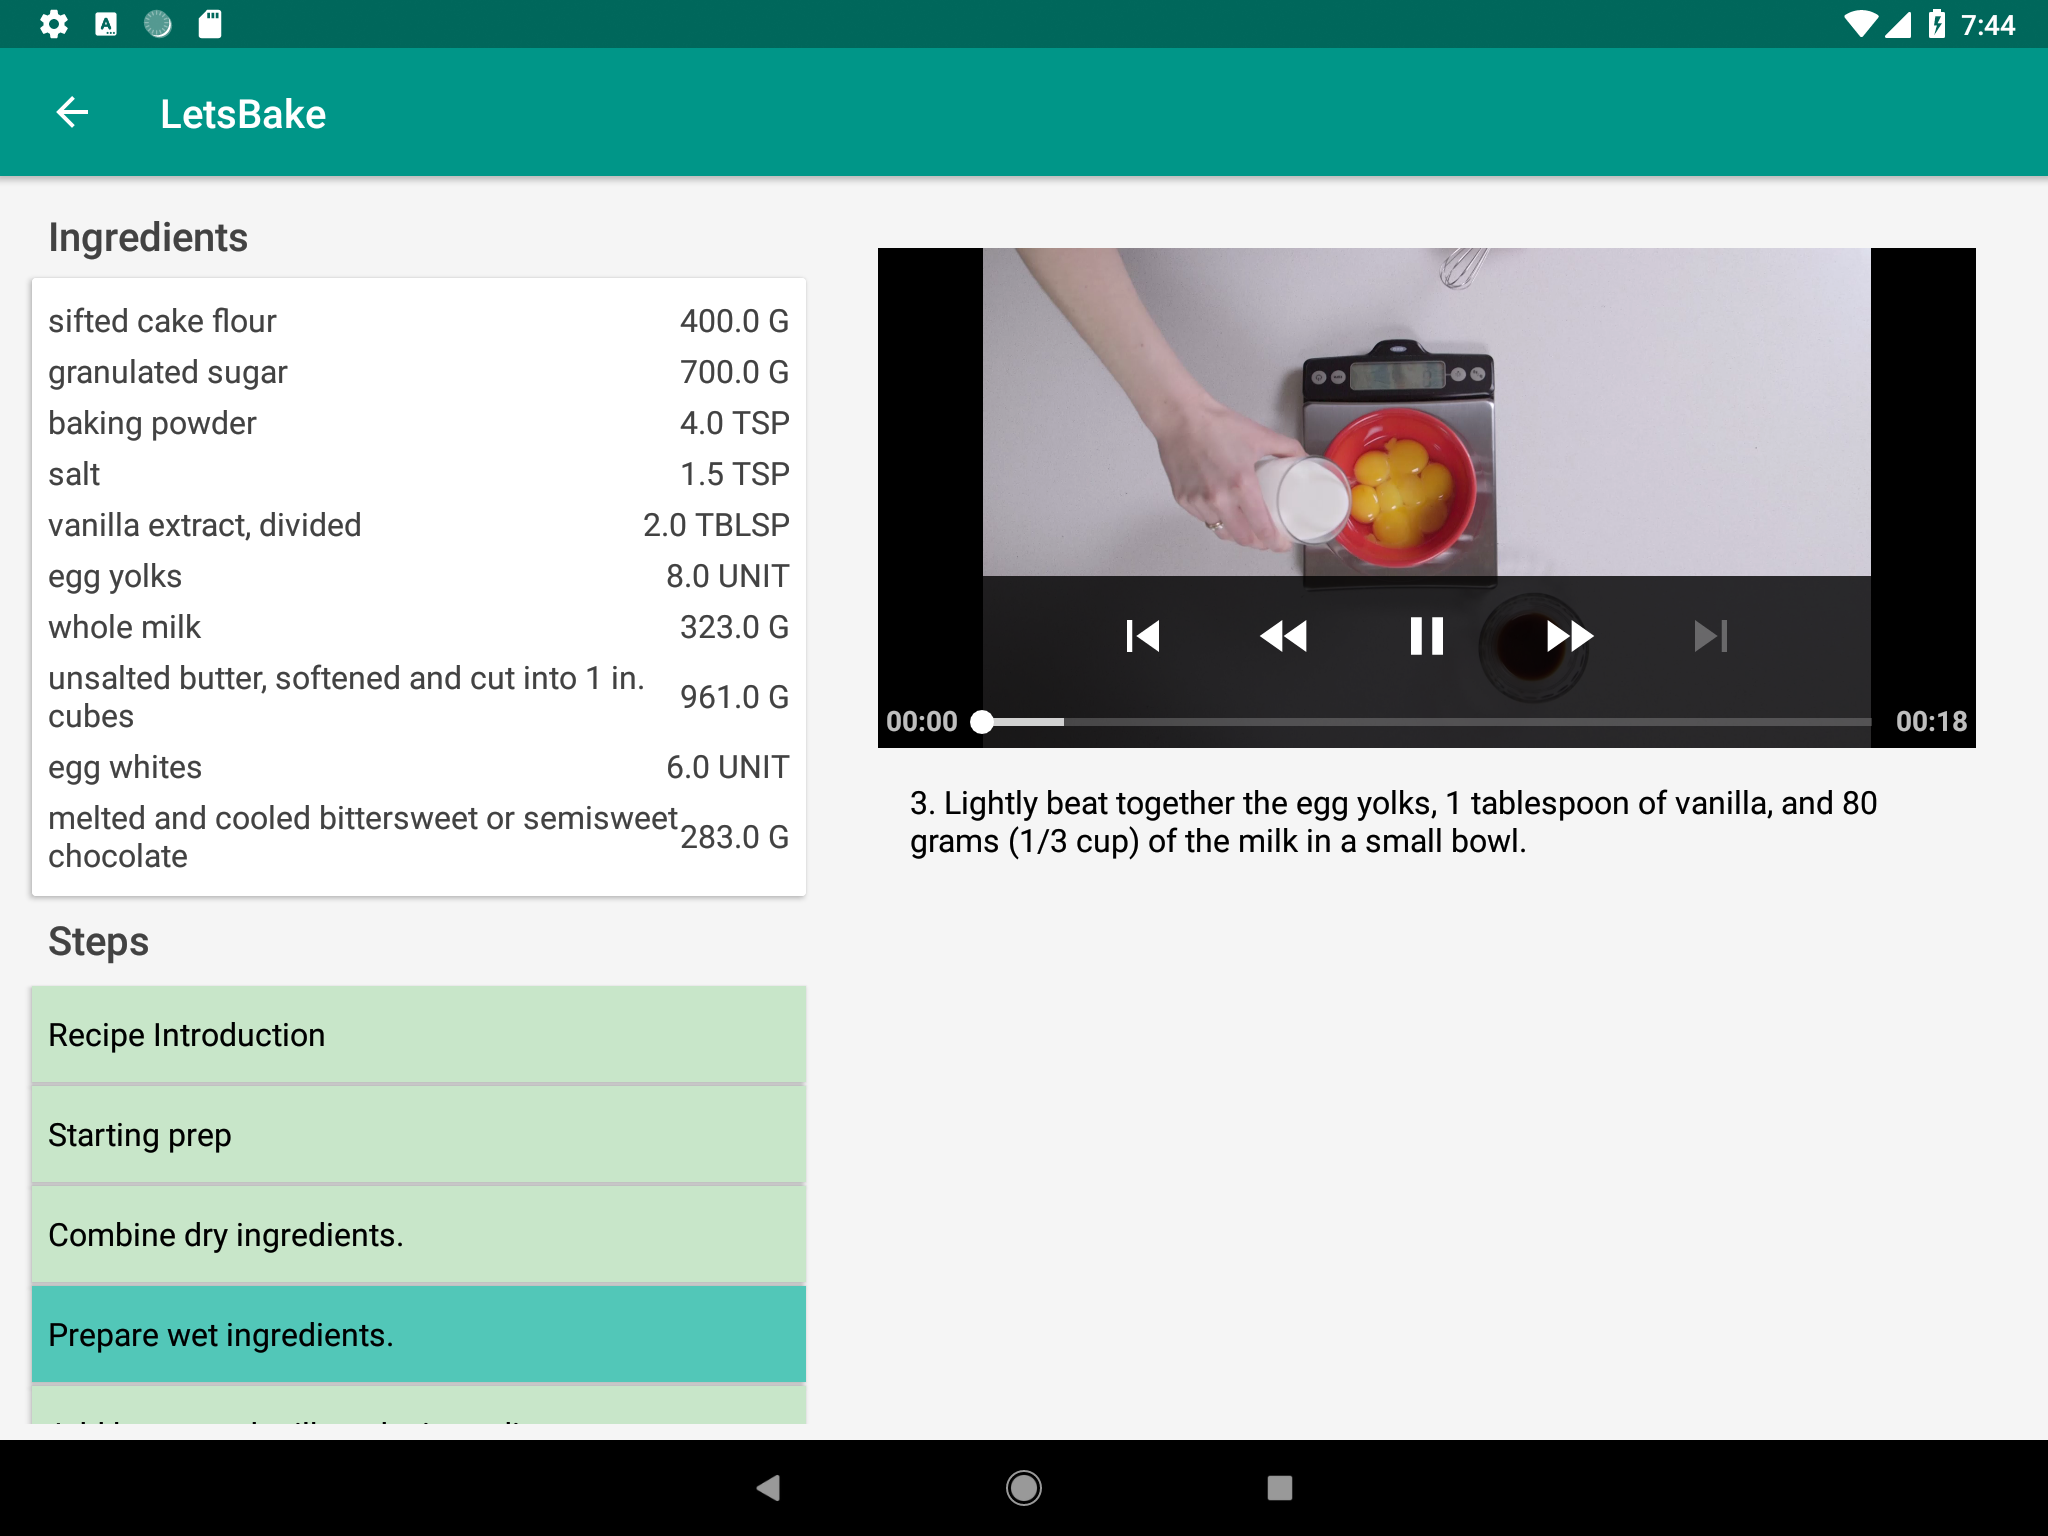 7:44
LetsBake
Ingredients
sifted cake flour 400.0 G
granulated sugar 700.0 G
baking powder 4.0 TSP
salt 1.5 TSP
vanilla extract, divided 2.0 TBLSP
egg yolks 8.0 UNIT
whole milk 323.0 G
unsalted butter, softened and cut into 1 in.
cubes 961.0 G
egg whites 6.0 UNIT
melted and cooled bittersweet or semisweet
chocolate 283.0 G
Steps
Recipe Introduction
Starting prep
Combine dry ingredients.
Prepare wet ingredients.
00:00 00:18
3. Lightly beat together the egg yolks, 1 tablespoon of vanilla, and 80
grams (1/3 cup) of the milk in a small bowl.